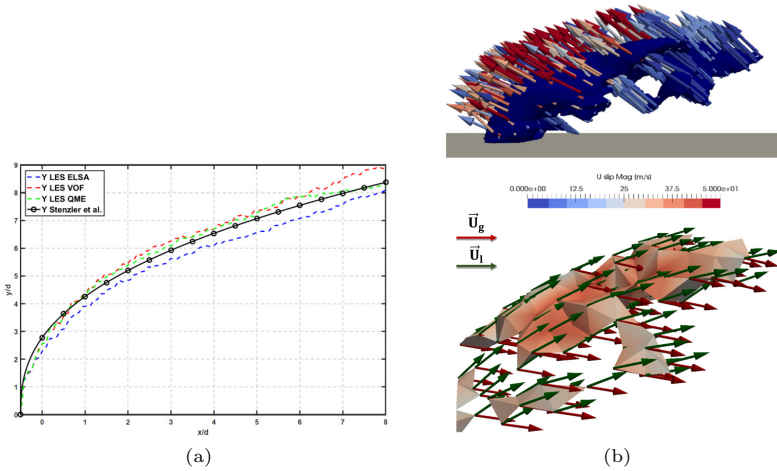 9
8
7
6
5
4
3
2
1
0
y/d
Y LES ELSA
Y LES VOF
Y LES QME
Y Stenzler et al.
0 1 2 3 4 5 6 7 8
x/d
(a)
U slip Mag (m/s)
0.000e+00 12.5 25 37.5 5.000e+01
U⃗g
U⃗l
(b)